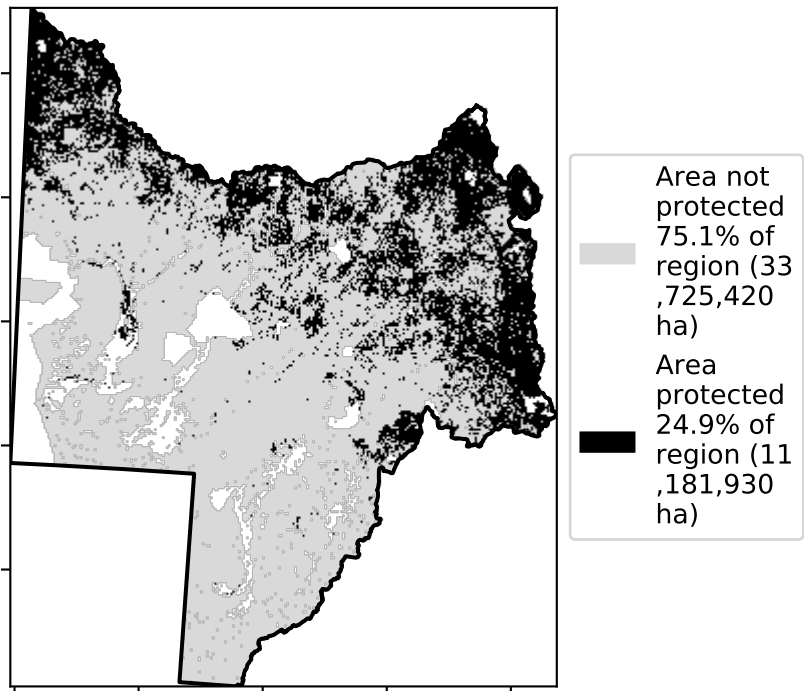 Area not
protected
75.1% of
region (33
,725,420
ha)
Area
protected
24.9% of
region (11
,181,930
ha)